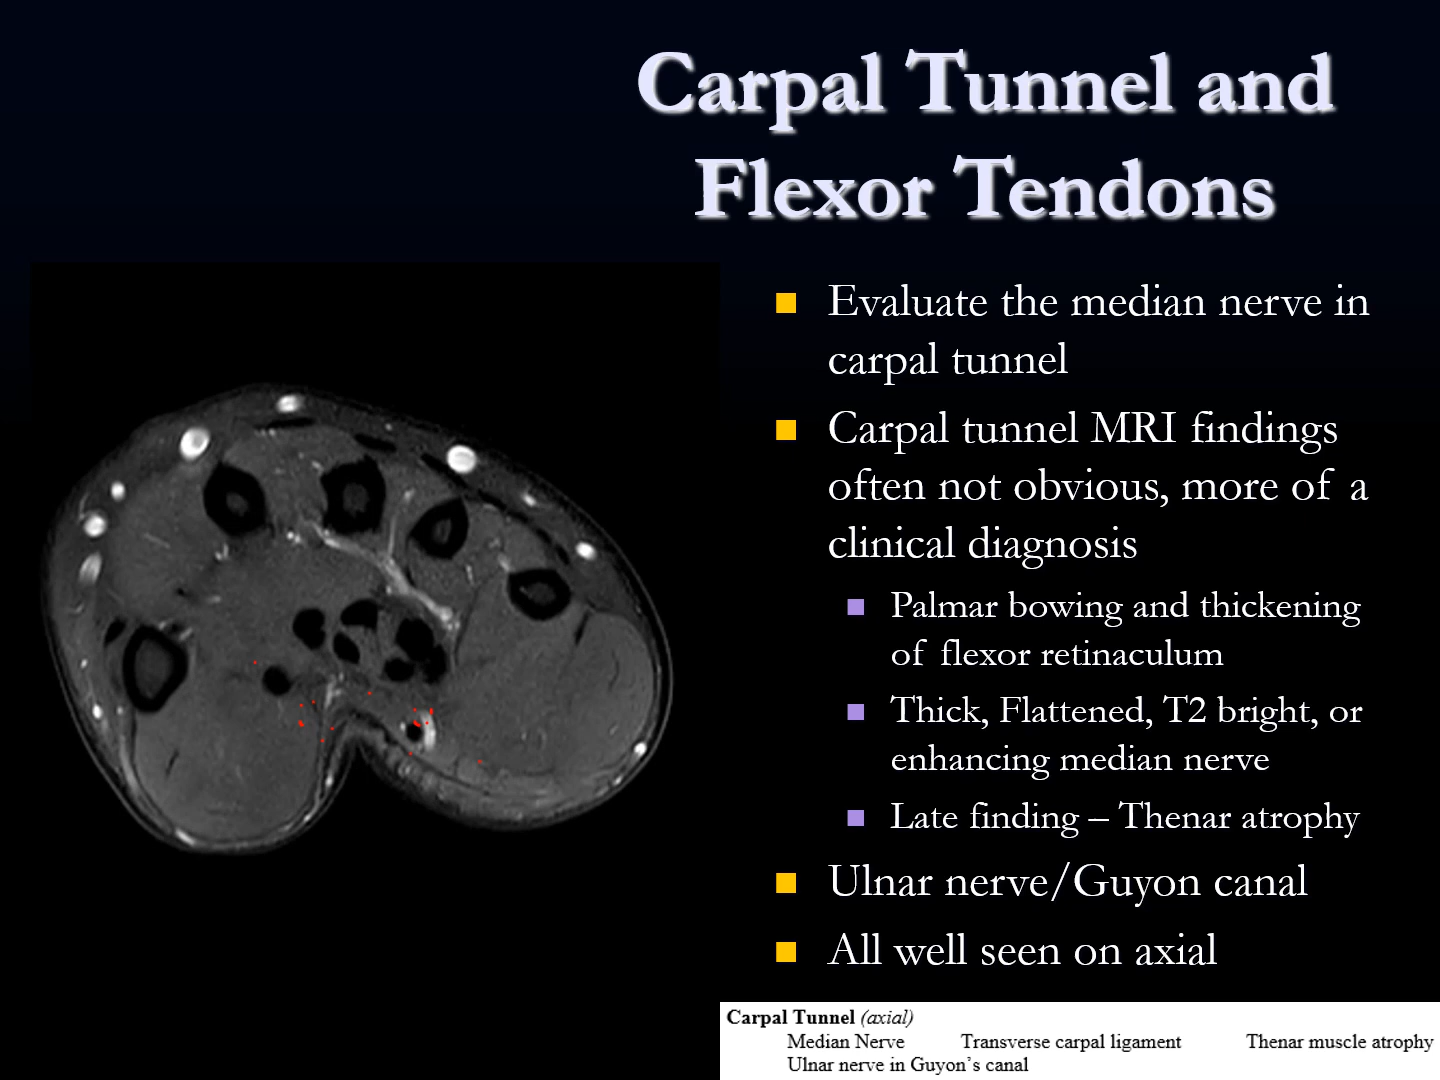 Carpal Tunnel and
Flexor Tendons
Evaluate the median nerve in
carpal tunnel
Carpal tunnel MRI findings
often not obvious, more of a
clinical diagnosis
Palmar bowing and thickening
of flexor retinaculum
Thick, Flattened, T2 bright, or
enhancing median nerve
Late finding – Thenar atrophy
Ulnar nerve/Guyon canal
All well seen on axial
Carpal Tunnel (axial)
Median Nerve Transverse carpal ligament Thenar muscle atrophy
Ulnar nerve in Guyon's canal